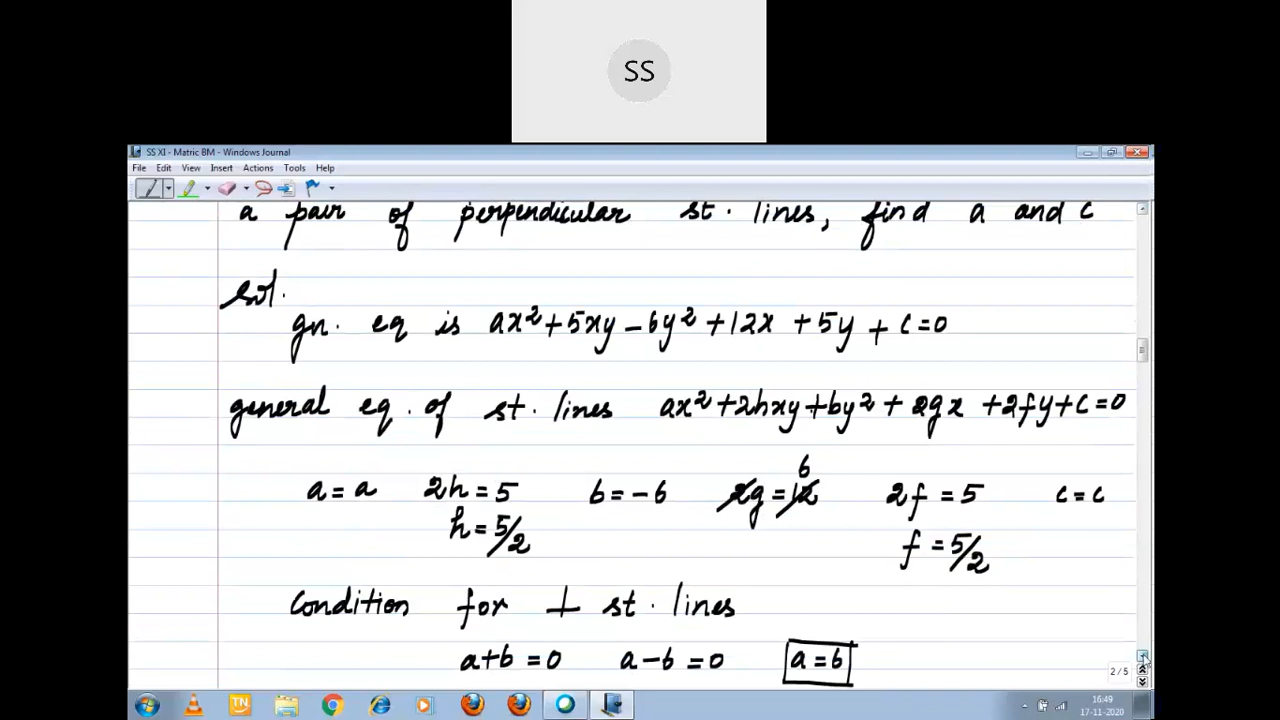 SS
SS XI - Matric BM - Windows Journal
File Edit View Insert Actions Tools Help
a pair of perpendicular st. lines, find a and c
Sol.
gn. eq is ax²+5xy-6y²+12x+5y+c=0
general eq. of st. lines ax²+2hxy+by²+2gx+2fy+c=0
6
a=a 2h=5 b=-6 2g=12 2f=5 c=c
h=5/2 f=5/2
Condition for ⊥ st. lines
a+b=0 a-6=0 a=6
2/5
TN
16:49
17-11-2020